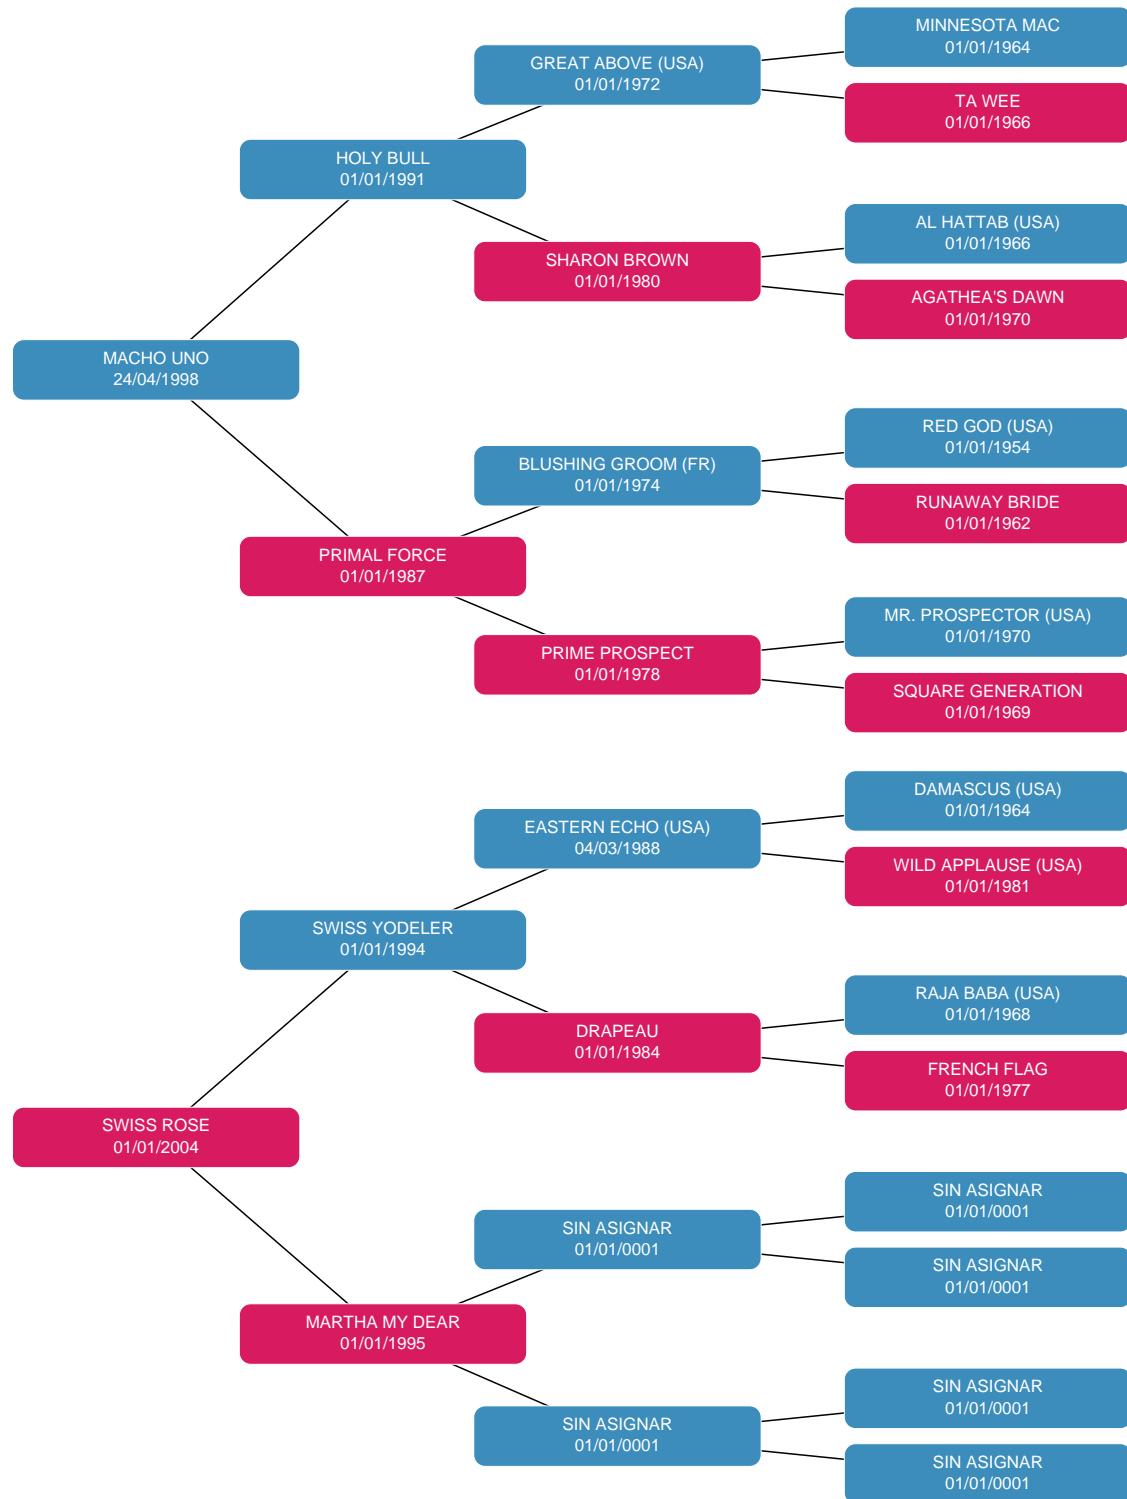 MINNESOTA MAC
01/01/1964
GREAT ABOVE (USA)
01/01/1972
TA WEE
01/01/1966
HOLY BULL
01/01/1991
AL HATTAB (USA)
01/01/1966
SHARON BROWN
01/01/1980
AGATHEA'S DAWN
01/01/1970
MACHO UNO
24/04/1998
RED GOD (USA)
01/01/1954
BLUSHING GROOM (FR)
01/01/1974
RUNAWAY BRIDE
01/01/1962
PRIMAL FORCE
01/01/1987
MR. PROSPECTOR (USA)
01/01/1970
PRIME PROSPECT
01/01/1978
SQUARE GENERATION
01/01/1969
DAMASCUS (USA)
01/01/1964
EASTERN ECHO (USA)
04/03/1988
WILD APPLAUSE (USA)
01/01/1981
SWISS YODELER
01/01/1994
RAJA BABA (USA)
01/01/1968
DRAPEAU
01/01/1984
FRENCH FLAG
01/01/1977
SWISS ROSE
01/01/2004
SIN ASIGNAR
01/01/0001
SIN ASIGNAR
01/01/0001
SIN ASIGNAR
01/01/0001
MARTHA MY DEAR
01/01/1995
SIN ASIGNAR
01/01/0001
SIN ASIGNAR
01/01/0001
SIN ASIGNAR
01/01/0001